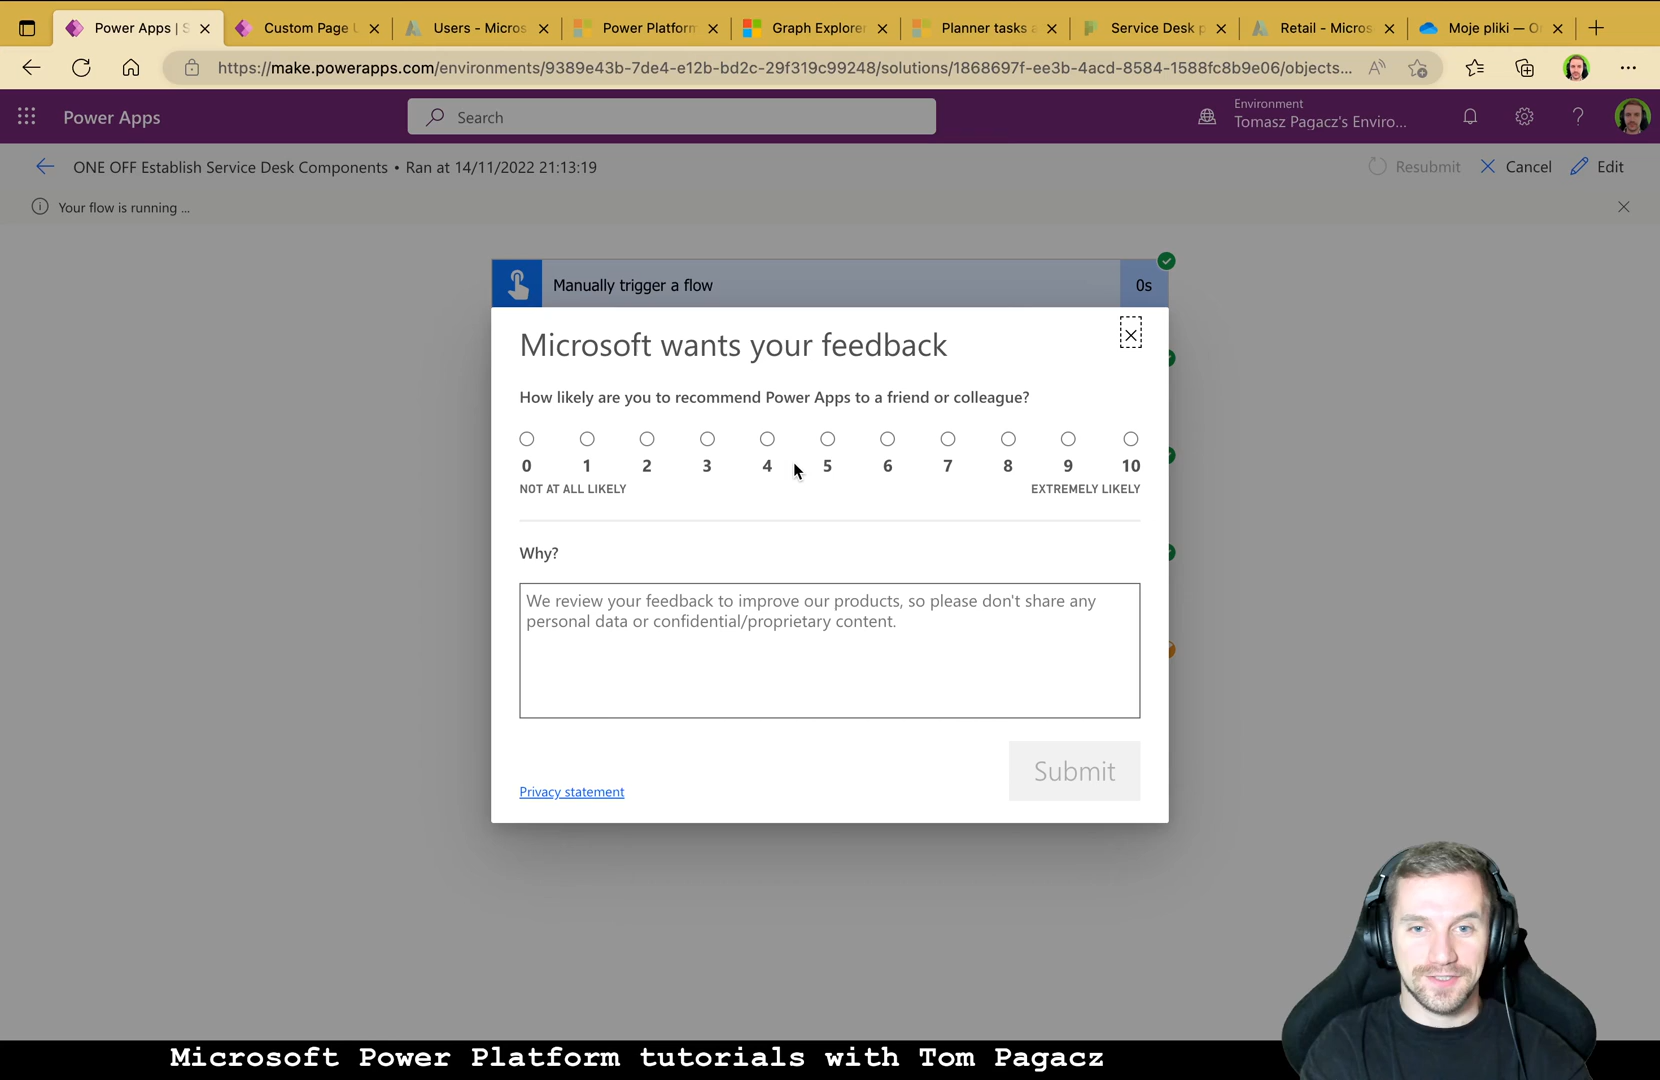 Power Apps | S
Custom Page U
Users - Micros
Power Platform
Graph Explorer
Planner tasks a
Service Desk p
Retail - Micros
Moje pliki — O
https://make.powerapps.com/environments/9389e43b-7de4-e12b-bd2c-29f319c99248/solutions/1868697f-ee3b-4acd-8584-1588fc8b9e06/objects...
Power Apps
Search
Environment
Tomasz Pagacz's Enviro...
ONE OFF Establish Service Desk Components • Ran at 14/11/2022 21:13:19
Resubmit
Cancel
Edit
Your flow is running ...
Manually trigger a flow
0s
Microsoft wants your feedback
How likely are you to recommend Power Apps to a friend or colleague?
0 1 2 3 4 5 6 7 8 9 10
NOT AT ALL LIKELY
EXTREMELY LIKELY
Why?
We review your feedback to improve our products, so please don't share any
personal data or confidential/proprietary content.
Submit
Privacy statement
Microsoft Power Platform tutorials with Tom Pagacz